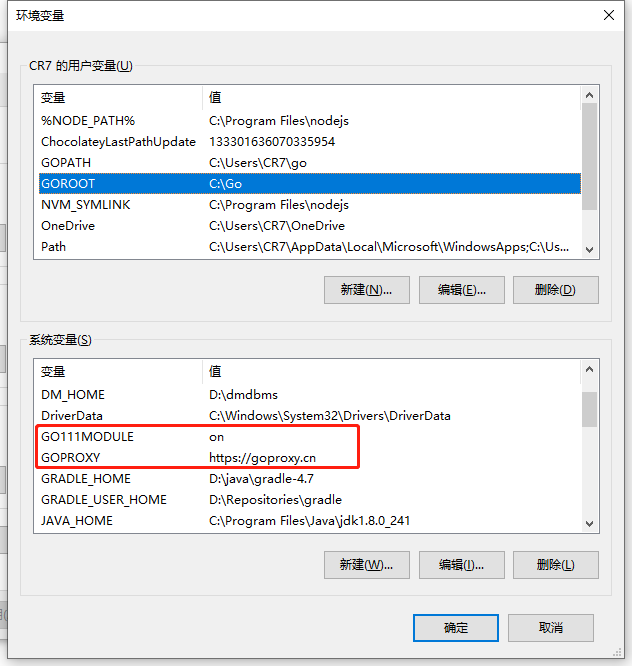 环境变量
CR7 的用户变量(U)
变量 值
%NODE_PATH% C:\Program Files\nodejs
ChocolateyLastPathUpdate 133301636070335954
GOPATH C:\Users\CR7\go
GOROOT C:\Go
NVM_SYMLINK C:\Program Files\nodejs
OneDrive C:\Users\CR7\OneDrive
Path C:\Users\CR7\AppData\Local\Microsoft\WindowsApps;C:\Us...
新建(N)... 编辑(E)... 删除(D)
系统变量(S)
变量 值
DM_HOME D:\dmdbms
DriverData C:\Windows\System32\Drivers\DriverData
GO111MODULE on
GOPROXY https://goproxy.cn
GRADLE_HOME D:\java\gradle-4.7
GRADLE_USER_HOME D:\Repositories\gradle
JAVA_HOME C:\Program Files\Java\jdk1.8.0_241
新建(W)... 编辑(I)... 删除(L)
确定 取消